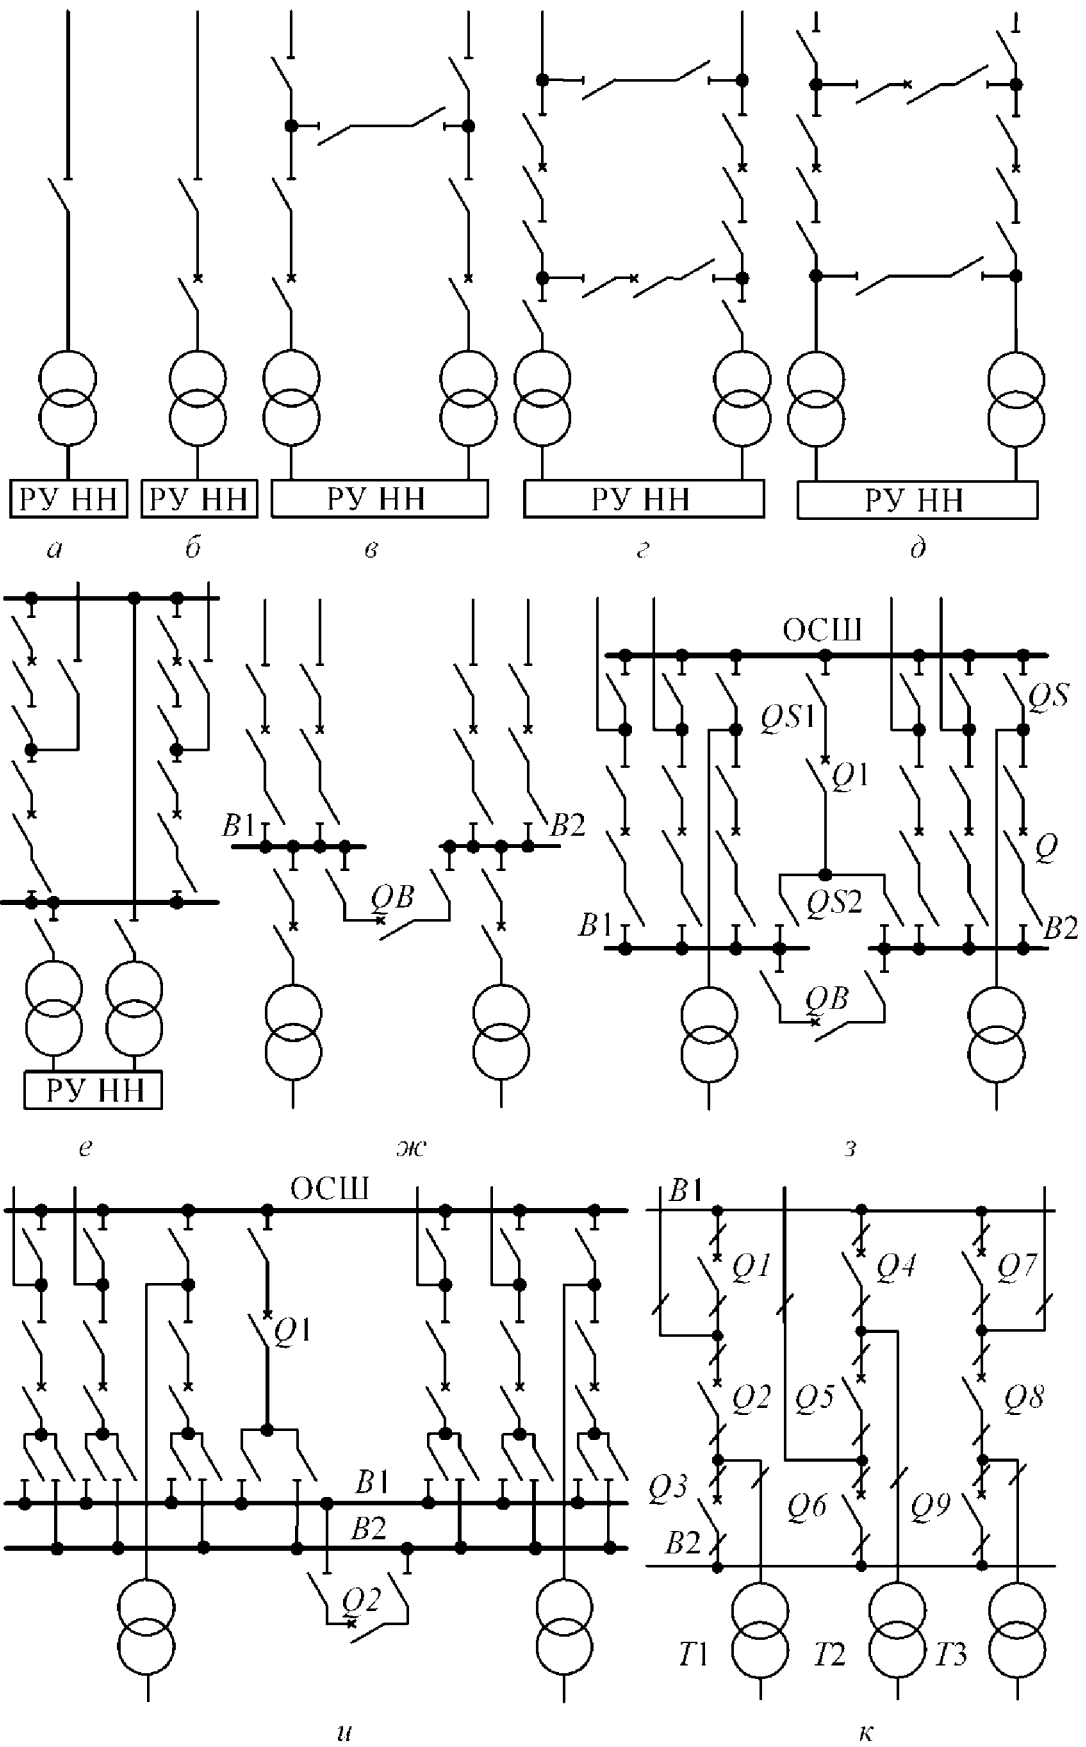 РУ НН РУ НН РУ НН РУ НН РУ НН
а б в г д
ОСШ
QS1 QS
Q1
B1 B2 Q
QB QS2
B1 B2
QB
РУ НН
е ж з
ОСШ B1
Q1 Q4 Q7
Q1
Q2 Q5 Q8
B1 Q3 Q6 Q9
B2 B2
Q2
T1 T2 T3
и к